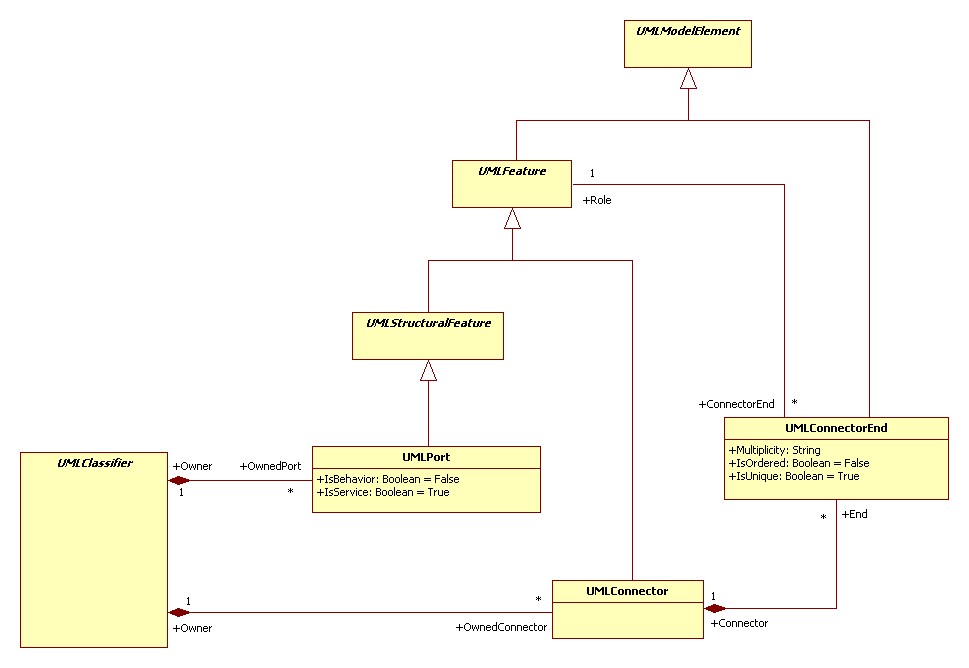 UMLModelElement
UMLFeature
1
+Role
UMLStructuralFeature
+ConnectorEnd
*
UMLConnectorEnd
+Multiplicity: String
+IsOrdered: Boolean = False
+IsUnique: Boolean = True
UMLClassifier
+Owner
+OwnedPort
1
*
UMLPort
+IsBehavior: Boolean = False
+IsService: Boolean = True
*
+End
1
+Owner
*
+OwnedConnector
UMLConnector
1
+Connector